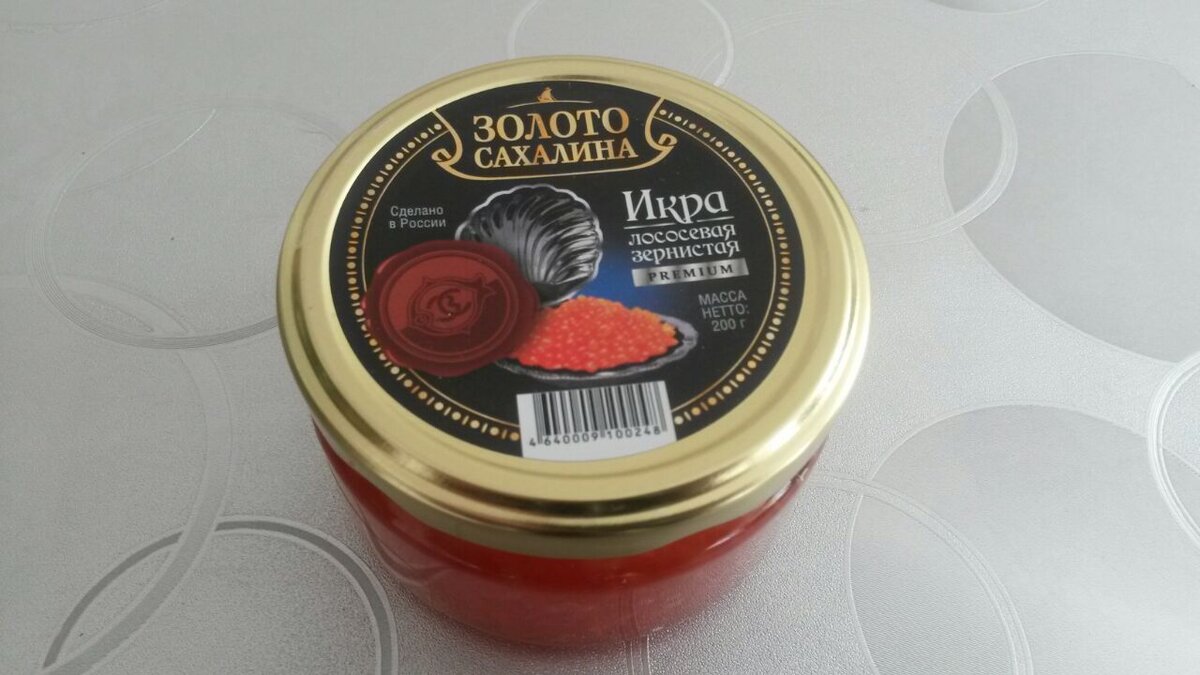 ЗОЛОТО
САХАЛИНА
Сделано
в России
Икра
лососевая
зернистая
PREMIUM
МАССА
НЕТТО:
200 г
4 640009 100248